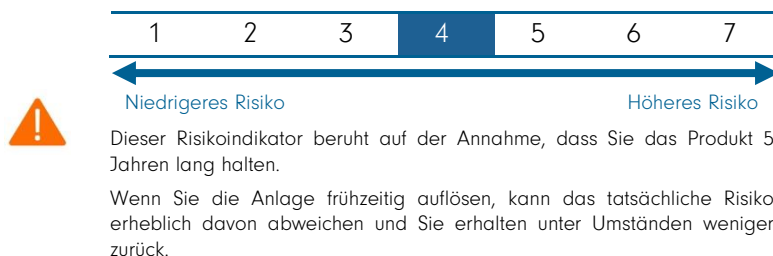 1 2 3 4 5 6 7
Niedrigeres Risiko Höheres Risiko
Dieser Risikoindikator beruht auf der Annahme, dass Sie das Produkt 5
Jahren lang halten.
Wenn Sie die Anlage frühzeitig auflösen, kann das tatsächliche Risiko
erheblich davon abweichen und Sie erhalten unter Umständen weniger
zurück.